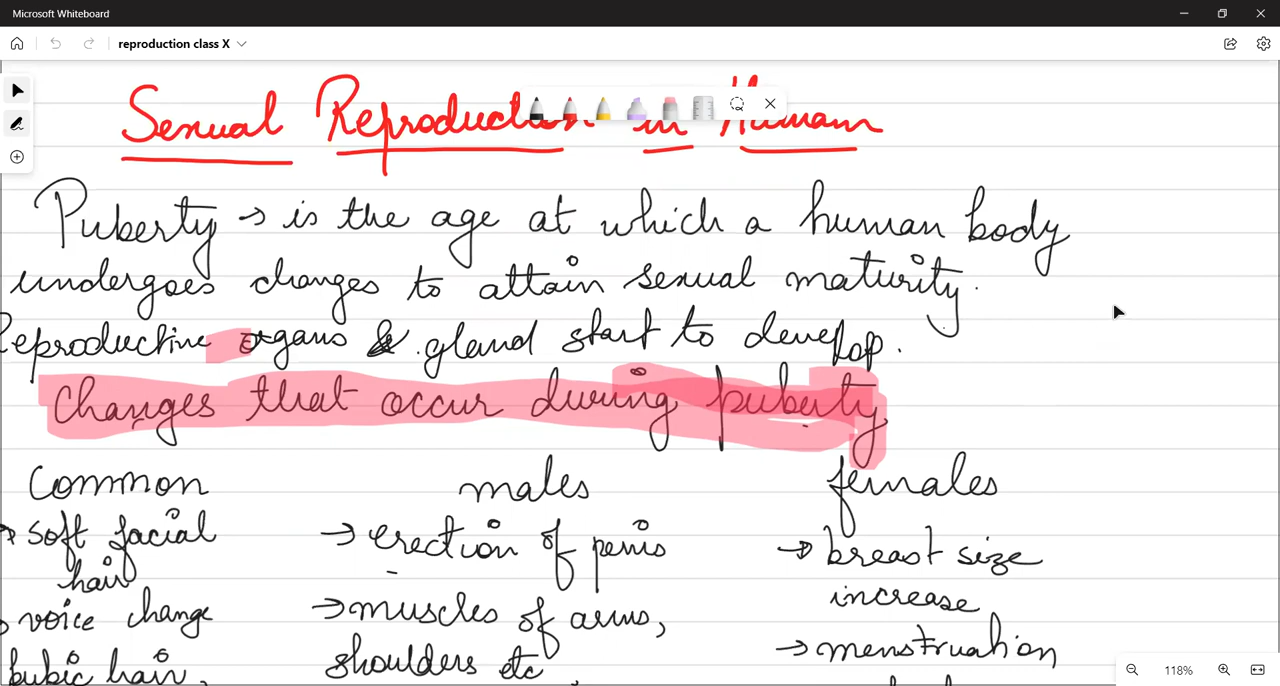 Microsoft Whiteboard
reproduction class X
Sexual Reproduction in Human
Puberty → is the age at which a human body
undergoes changes to attain sexual maturity.
Reproductive organs & gland start to develop.
Changes that occur during puberty
Common males females
→ soft facial hair
→ voice change
pubic hair,
→ erection of penis
→ muscles of arms,
shoulders etc
→ breast size
increase
→ menstruation
118%